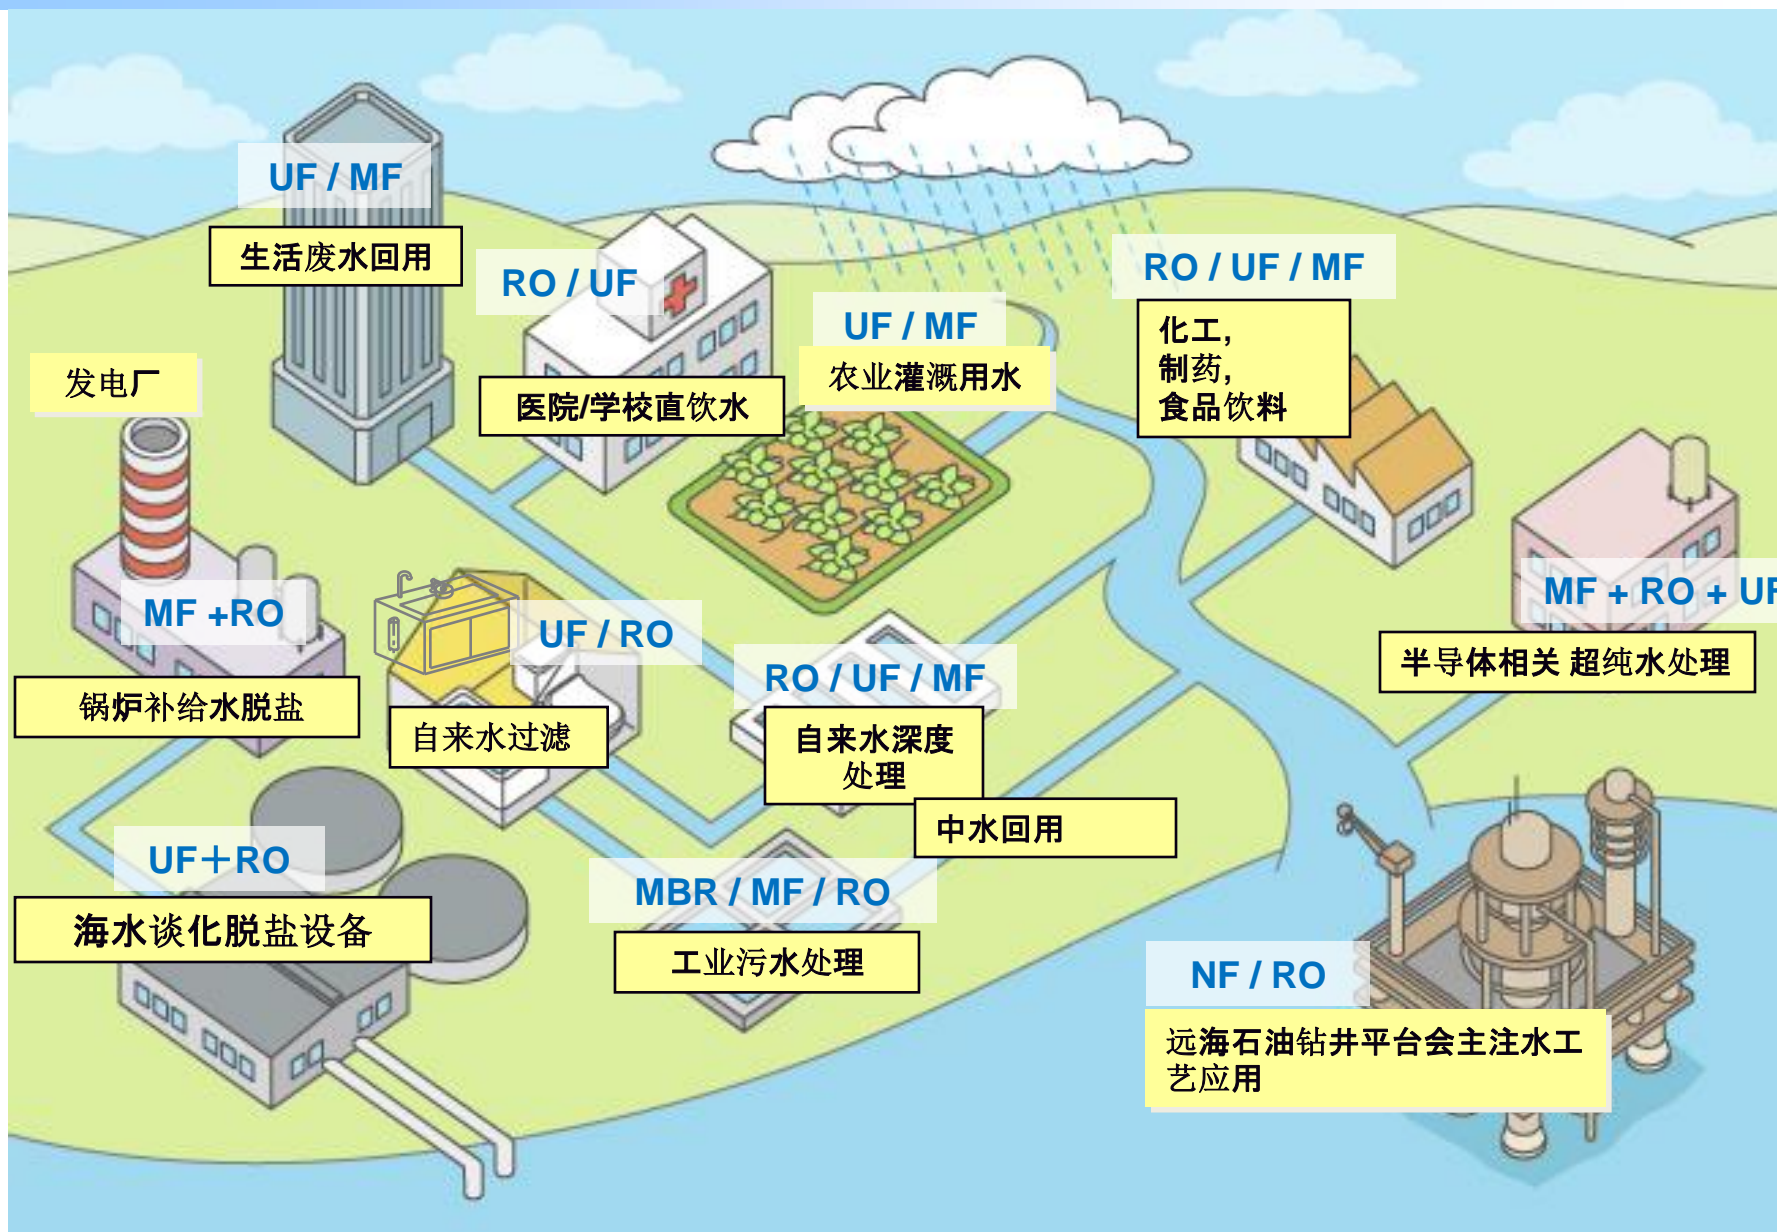 UF / MF
生活废水回用
RO / UF
医院/学校直饮水
UF / MF
农业灌溉用水
RO / UF / MF
化工,
制药,
食品饮料
发电厂
MF +RO
锅炉补给水脱盐
UF / RO
自来水过滤
RO / UF / MF
自来水深度
处理
中水回用
MF + RO + UF
半导体相关 超纯水处理
UF+RO
海水谈化脱盐设备
MBR / MF / RO
工业污水处理
NF / RO
远海石油钻井平台会主注水工
艺应用